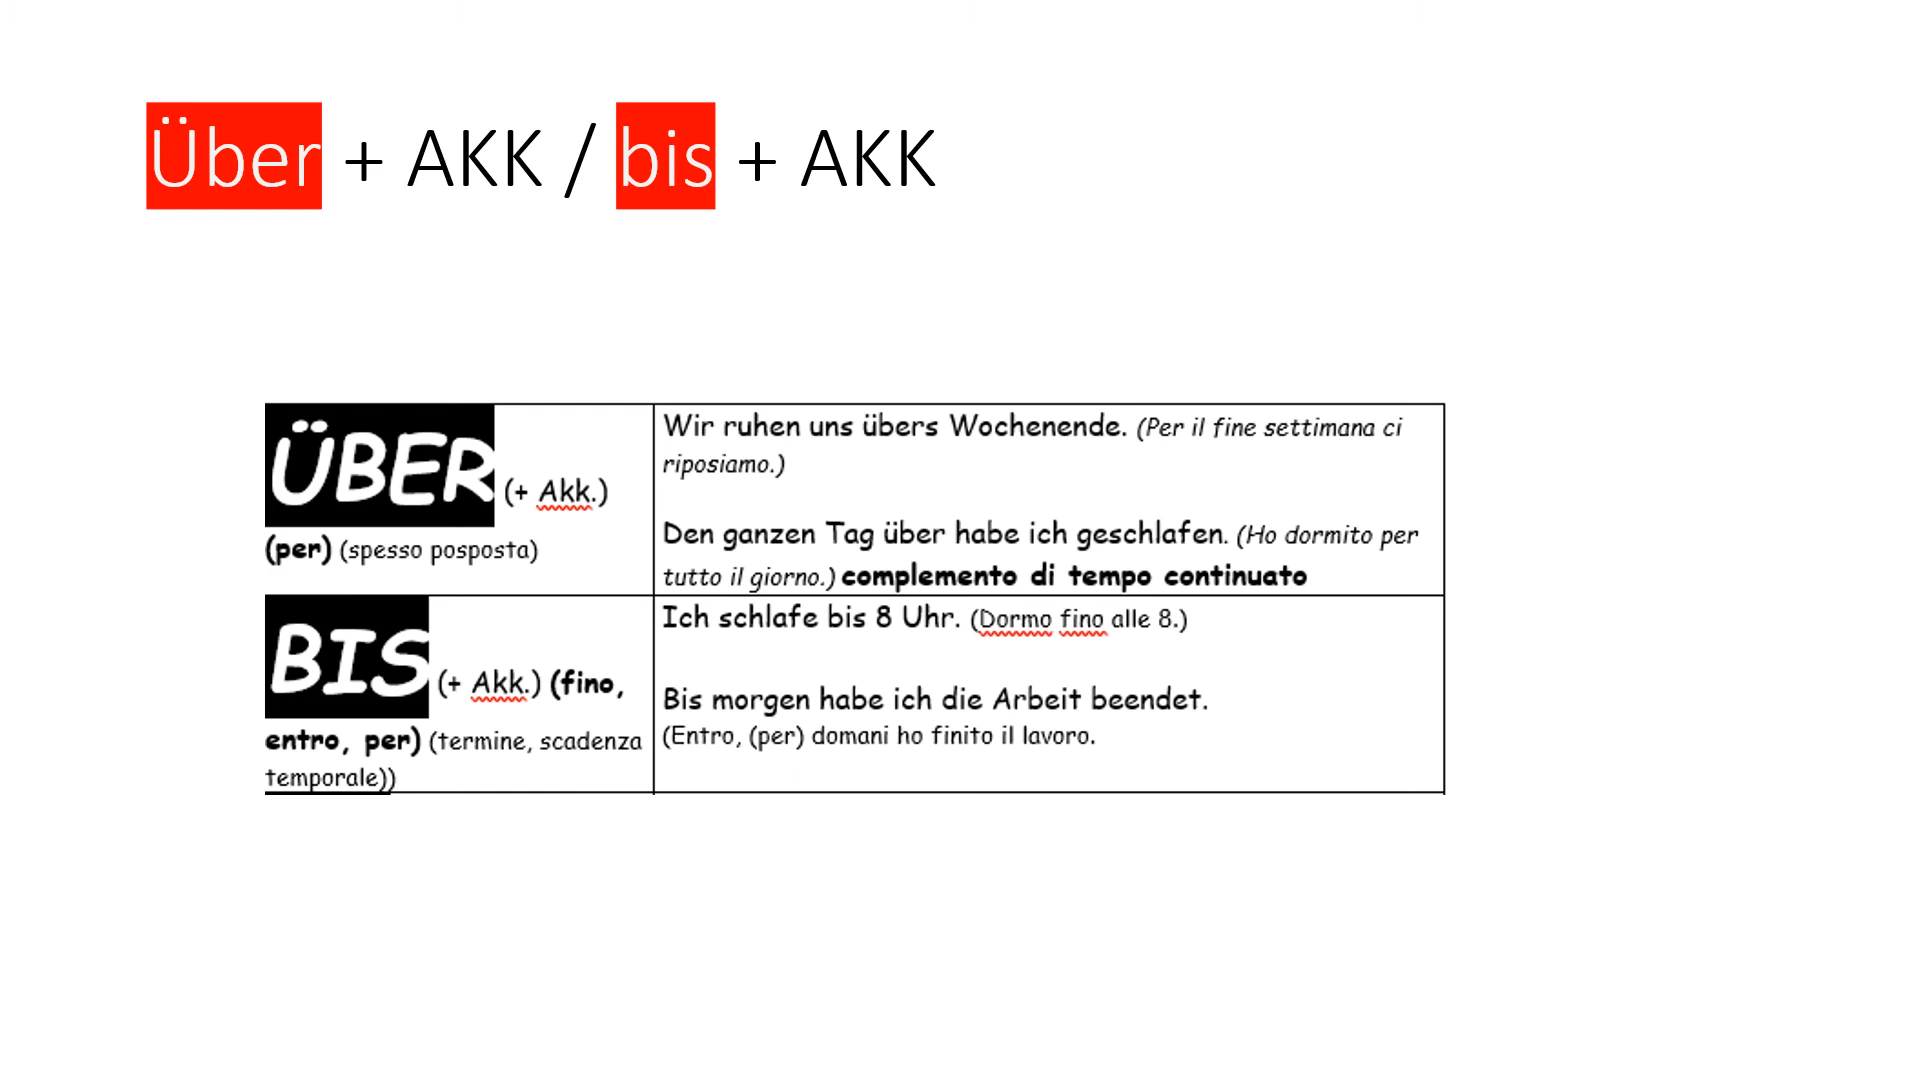 Über + AKK / bis + AKK
ÜBER (+ Akk.)
(per) (spesso posposta)
Wir ruhen uns übers Wochenende. (Per il fine settimana ci
riposiamo.)
Den ganzen Tag über habe ich geschlafen. (Ho dormito per
tutto il giorno.) complemento di tempo continuato
BIS (+ Akk.) (fino,
entro, per) (termine, scadenza
temporale))
Ich schlafe bis 8 Uhr. (Dormo fino alle 8.)
Bis morgen habe ich die Arbeit beendet.
(Entro, (per) domani ho finito il lavoro.